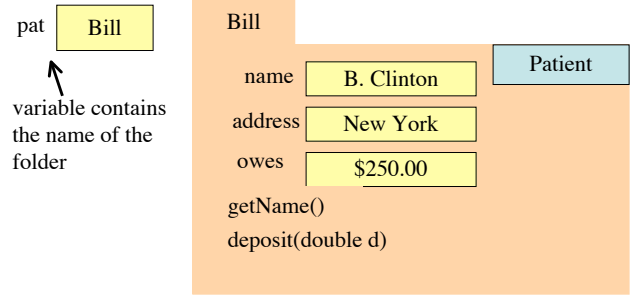 pat Bill
variable contains
the name of the
folder
Bill
Patient
name B. Clinton
address New York
owes $250.00
getName()
deposit(double d)